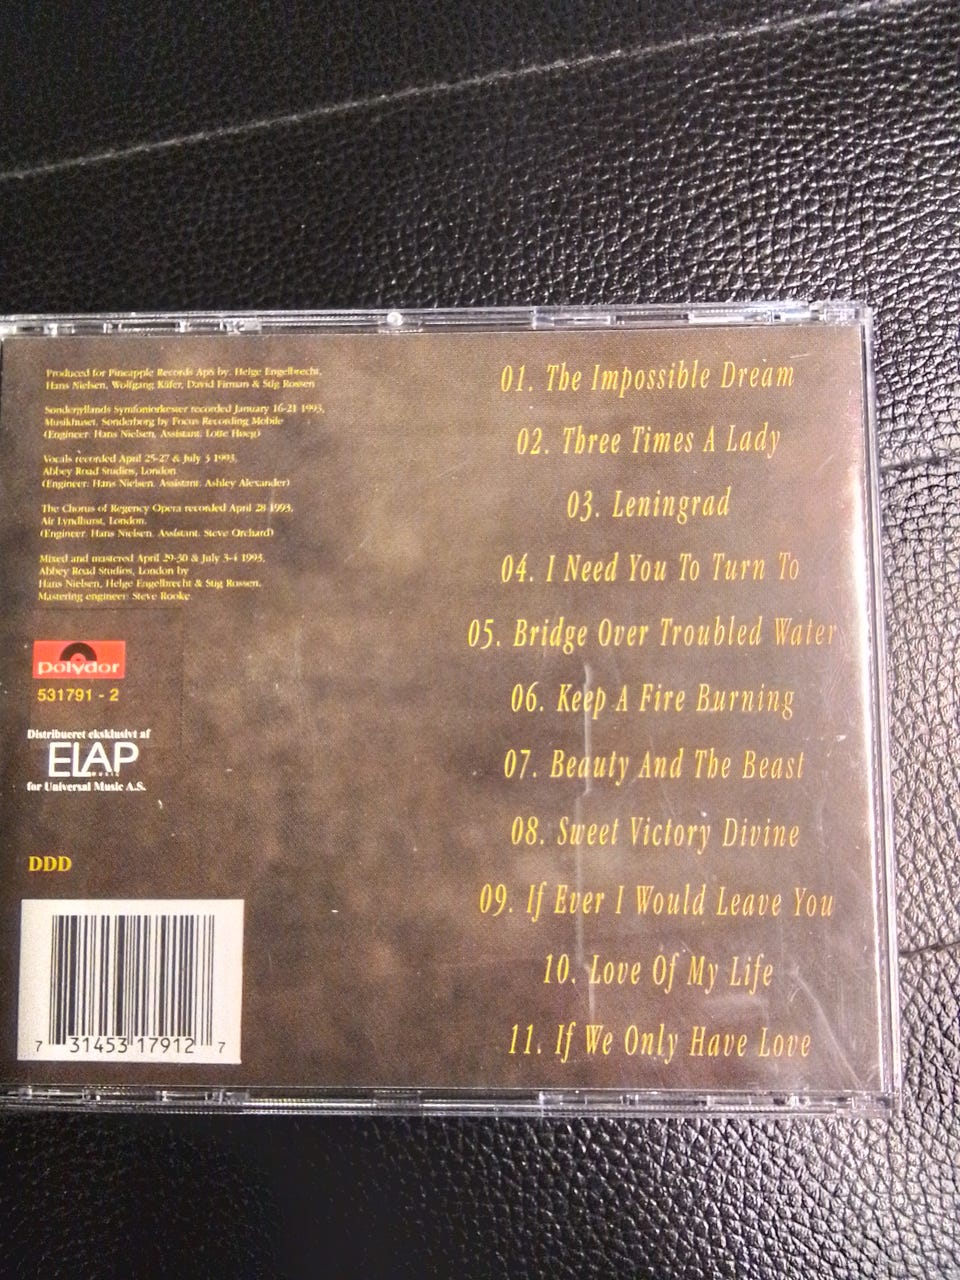 Produced for Pineapple Records Aps by: Helge Engelbrecht,
Hans Nielsen, Wolfgang Käfer, David Firman & Stig Rossen
Sonderjyllands Symfoniorkester recorded January 16-21 1993,
Musikhuset, Sonderborg by Focus Recording Mobile
(Engineer: Hans Nielsen, Assistant: Lotte
Vocals recorded April 25-27 & July 3 1993,
Abbey Road Studios, London
(Engineer: Hans Nielsen. Assistant: Ashley Alexander)
The Chorus of Regency Opera recorded April 28 1993,
Air Lyndhurst, London.
(Engineer: Hans Nielsen. Assistant: Steve Orchard)
Mixed and mastered April 29-30 & July 3-4 1993,
Abbey Road Studios, London by
Hans Nielsen, Helge Engelbrecht & Stig Rossen.
Mastering engineer: Steve Rooke.
polydor
531791 - 2
Distribueret eksklusivt af
ELAP
MUSIC
for Universal Music A.S.
DDD
7 31453 17912 7
01. The Impossible Dream
02. Three Times A Lady
03. Leningrad
04. I Need You To Turn To
05. Bridge Over Troubled Water
06. Keep A Fire Burning
07. Beauty And The Beast
08. Sweet Victory Divine
09. If Ever I Would Leave You
10. Love Of My Life
11. If We Only Have Love